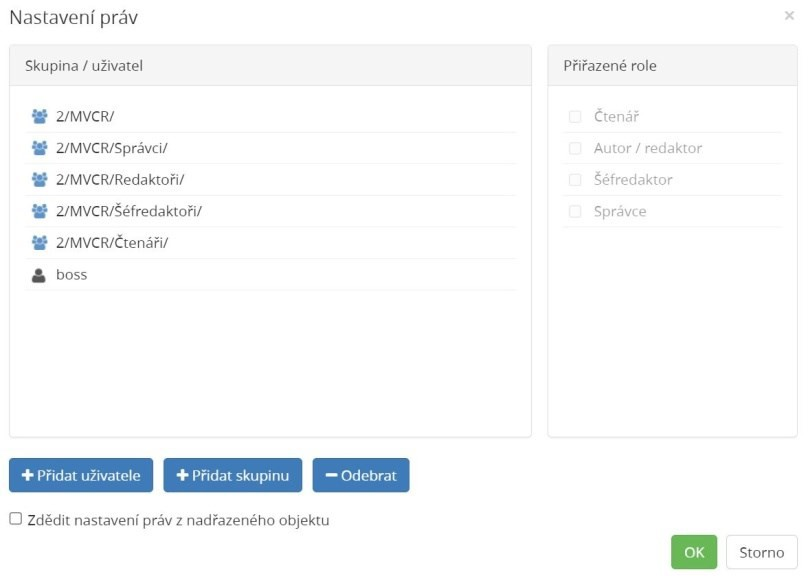 Nastavení práv
×
Skupina / uživatel
2/MVCR/
2/MVCR/Správci/
2/MVCR/Redaktoři/
2/MVCR/Šéfredaktoři/
2/MVCR/Čtenáři/
boss
Přiřazené role
Čtenář
Autor / redaktor
Šéfredaktor
Správce
Přidat uživatele
Přidat skupinu
Odebrat
Zdědit nastavení práv z nadřazeného objektu
OK
Storno